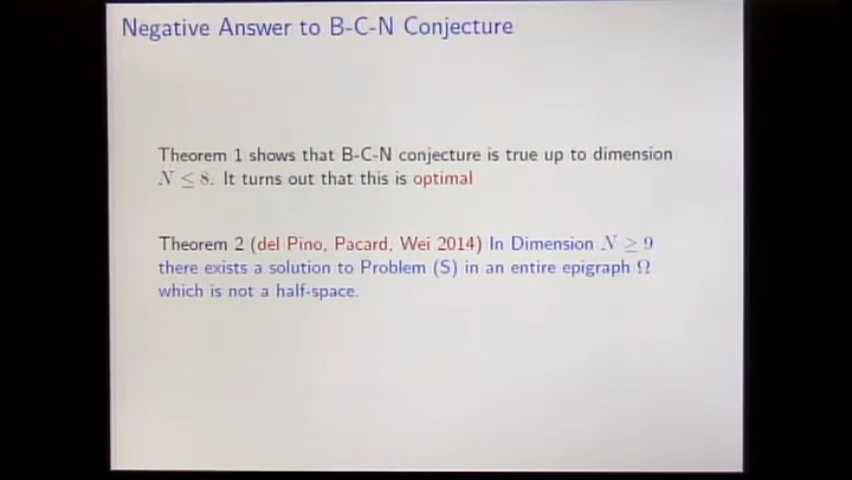 Negative Answer to B-C-N Conjecture
Theorem 1 shows that B-C-N conjecture is true up to dimension
N ≤ 8. It turns out that this is optimal
Theorem 2 (del Pino, Pacard, Wei 2014) In Dimension N ≥ 9
there exists a solution to Problem (S) in an entire epigraph Ω
which is not a half-space.